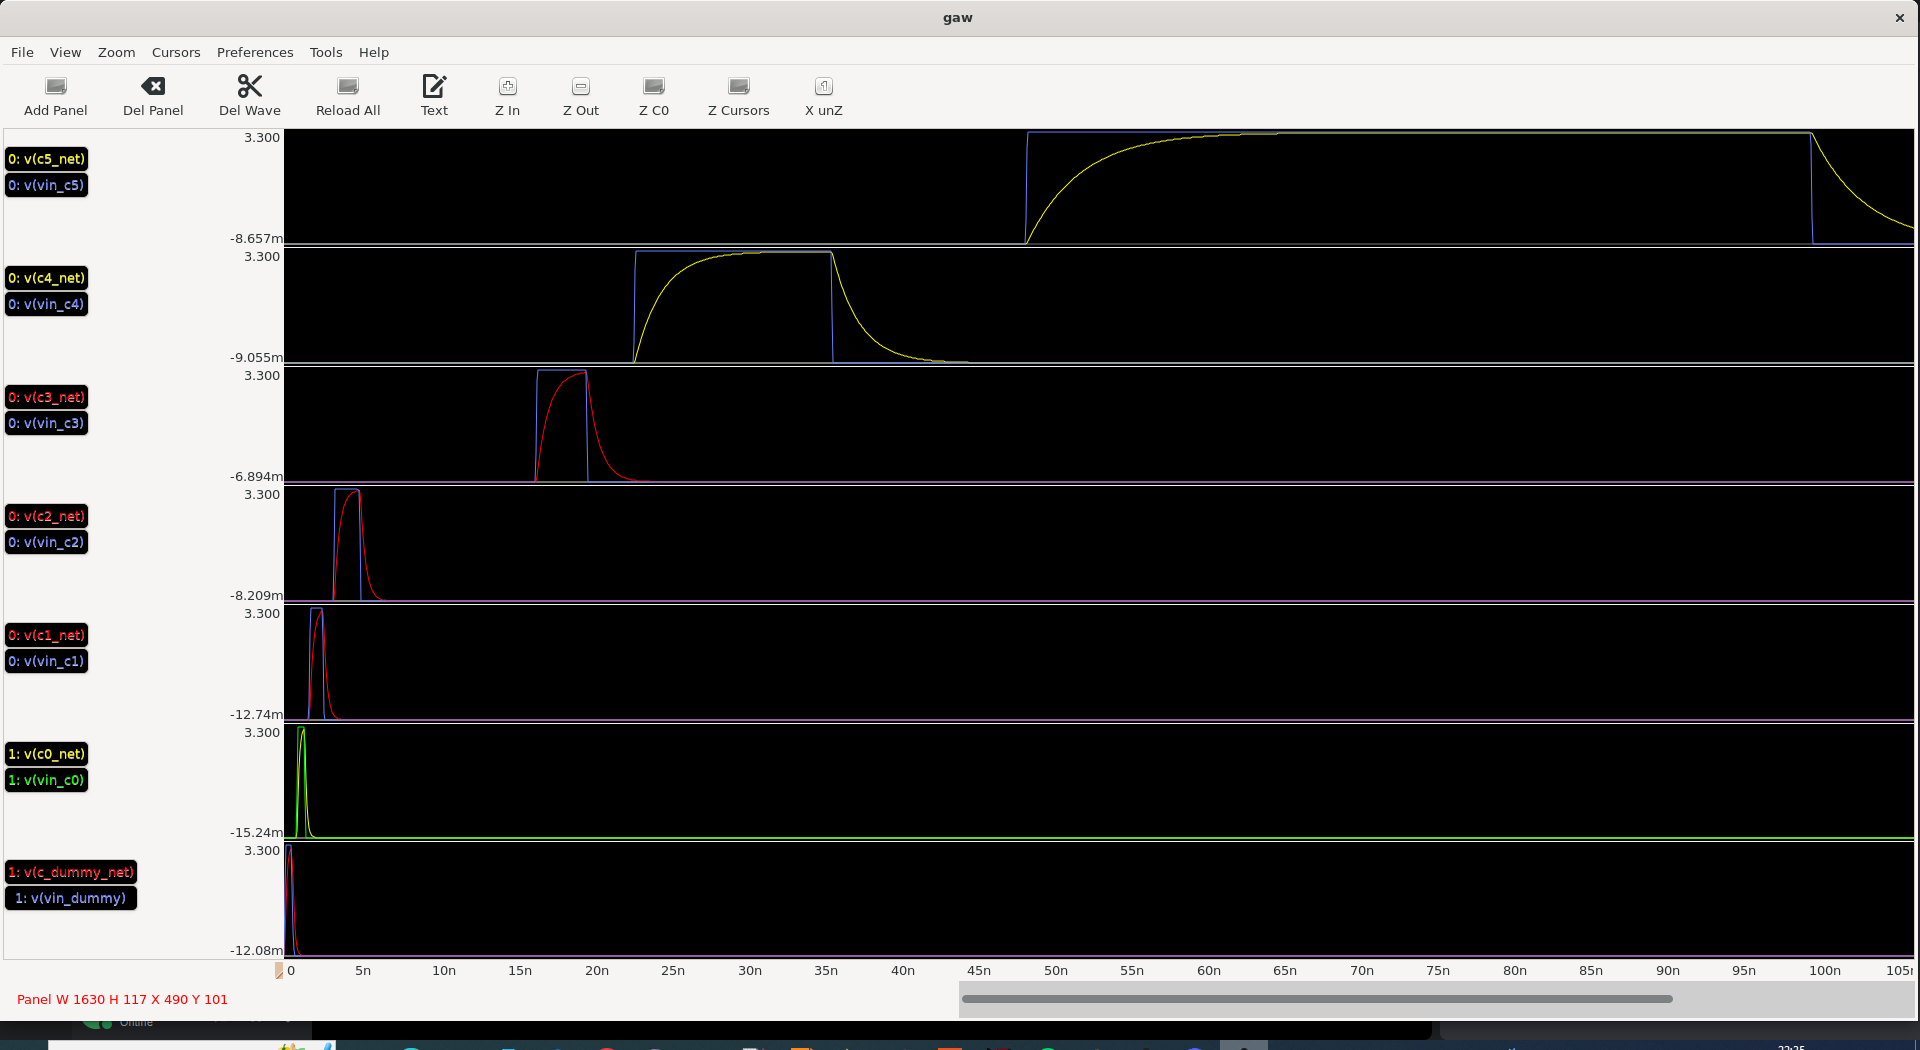 gaw
File View Zoom Cursors Preferences Tools Help
Add Panel Del Panel Del Wave Reload All Text Z In Z Out Z C0 Z Cursors X unZ
3.300
0: v(c5_net)
0: v(vin_c5)
-8.657m
3.300
0: v(c4_net)
0: v(vin_c4)
-9.055m
3.300
0: v(c3_net)
0: v(vin_c3)
-6.894m
3.300
0: v(c2_net)
0: v(vin_c2)
-8.209m
3.300
0: v(c1_net)
0: v(vin_c1)
-12.74m
3.300
1: v(c0_net)
1: v(vin_c0)
-15.24m
3.300
1: v(c_dummy_net)
1: v(vin_dummy)
-12.08m
0 5n 10n 15n 20n 25n 30n 35n 40n 45n 50n 55n 60n 65n 70n 75n 80n 85n 90n 95n 100n 105n
Panel W 1630 H 117 X 490 Y 101
Online